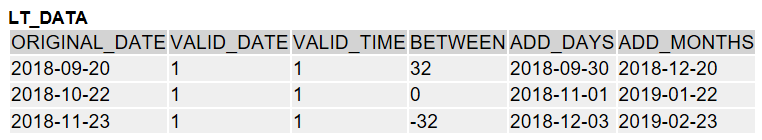 LT_DATA
ORIGINAL_DATE VALID_DATE VALID_TIME BETWEEN ADD_DAYS ADD_MONTHS
2018-09-20 1 1 32 2018-09-30 2018-12-20
2018-10-22 1 1 0 2018-11-01 2019-01-22
2018-11-23 1 1 -32 2018-12-03 2019-02-23